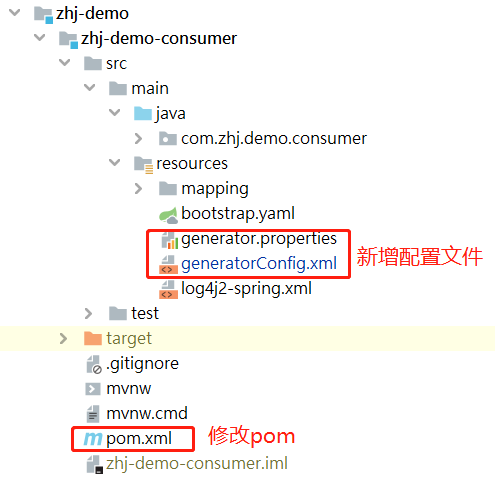 zhj-demo
zhj-demo-consumer
src
main
java
com.zhj.demo.consumer
resources
mapping
bootstrap.yaml
generator.properties
generatorConfig.xml
新增配置文件
log4j2-spring.xml
test
target
.gitignore
mvnw
mvnw.cmd
pom.xml 修改pom
zhj-demo-consumer.iml